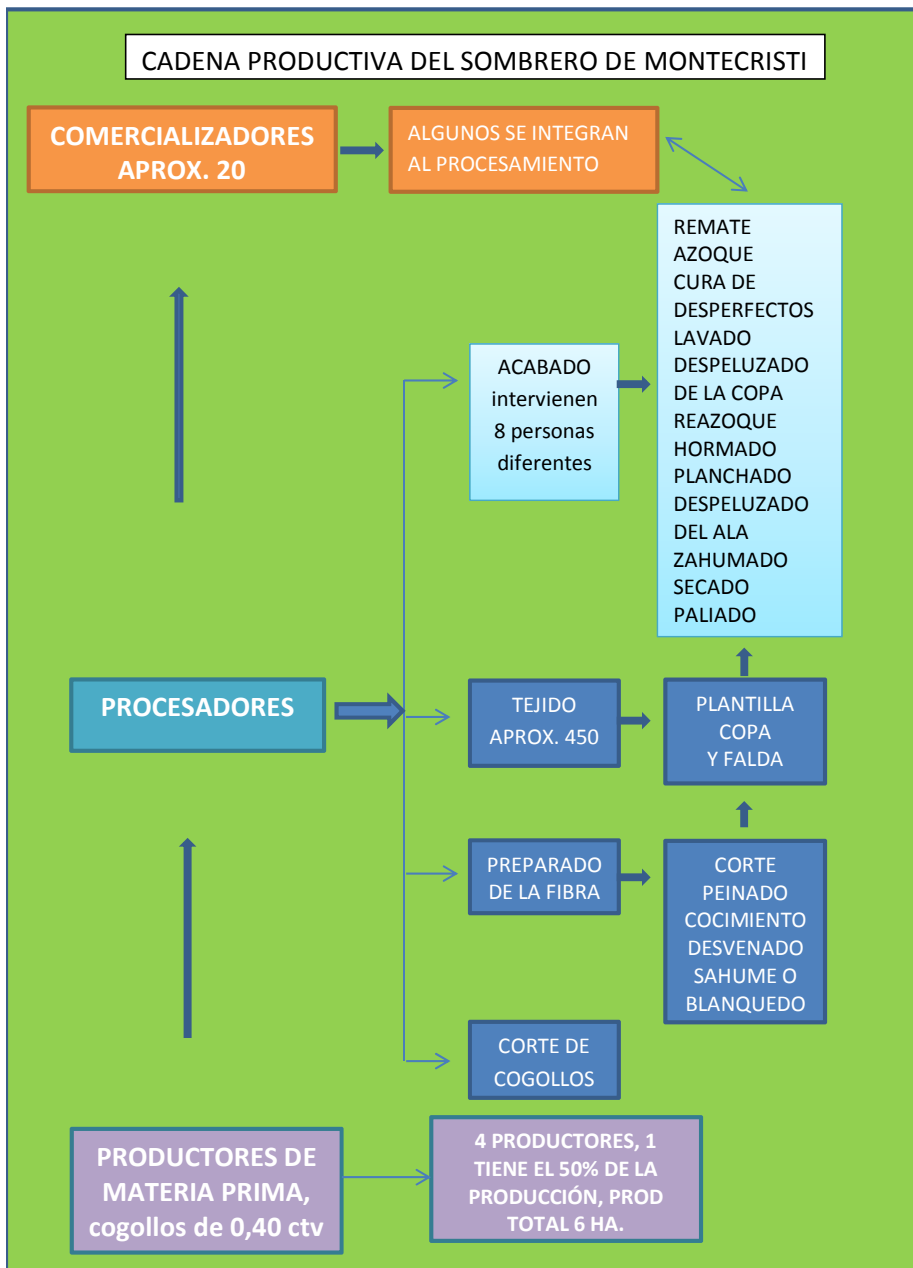 CADENA PRODUCTIVA DEL SOMBRERO DE MONTECRISTI
COMERCIALIZADORES
APROX. 20
ALGUNOS SE INTEGRAN
AL PROCESAMIENTO
REMATE
AZOQUE
CURA DE
DESPERFECTOS
LAVADO
DESPELUZADO
DE LA COPA
REAZOQUE
HORMADO
PLANCHADO
DESPELUZADO
DEL ALA
ZAHUMADO
SECADO
PALIADO
ACABADO
intervienen
8 personas
diferentes
PROCESADORES
TEJIDO
APROX. 450
PLANTILLA
COPA
Y FALDA
PREPARADO
DE LA FIBRA
CORTE
PEINADO
COCIMIENTO
DESVENADO
SAHUME O
BLANQUEDO
CORTE DE
COGOLLOS
PRODUCTORES DE
MATERIA PRIMA,
cogollos de 0,40 ctv
4 PRODUCTORES, 1
TIENE EL 50% DE LA
PRODUCCIÓN, PROD
TOTAL 6 HA.